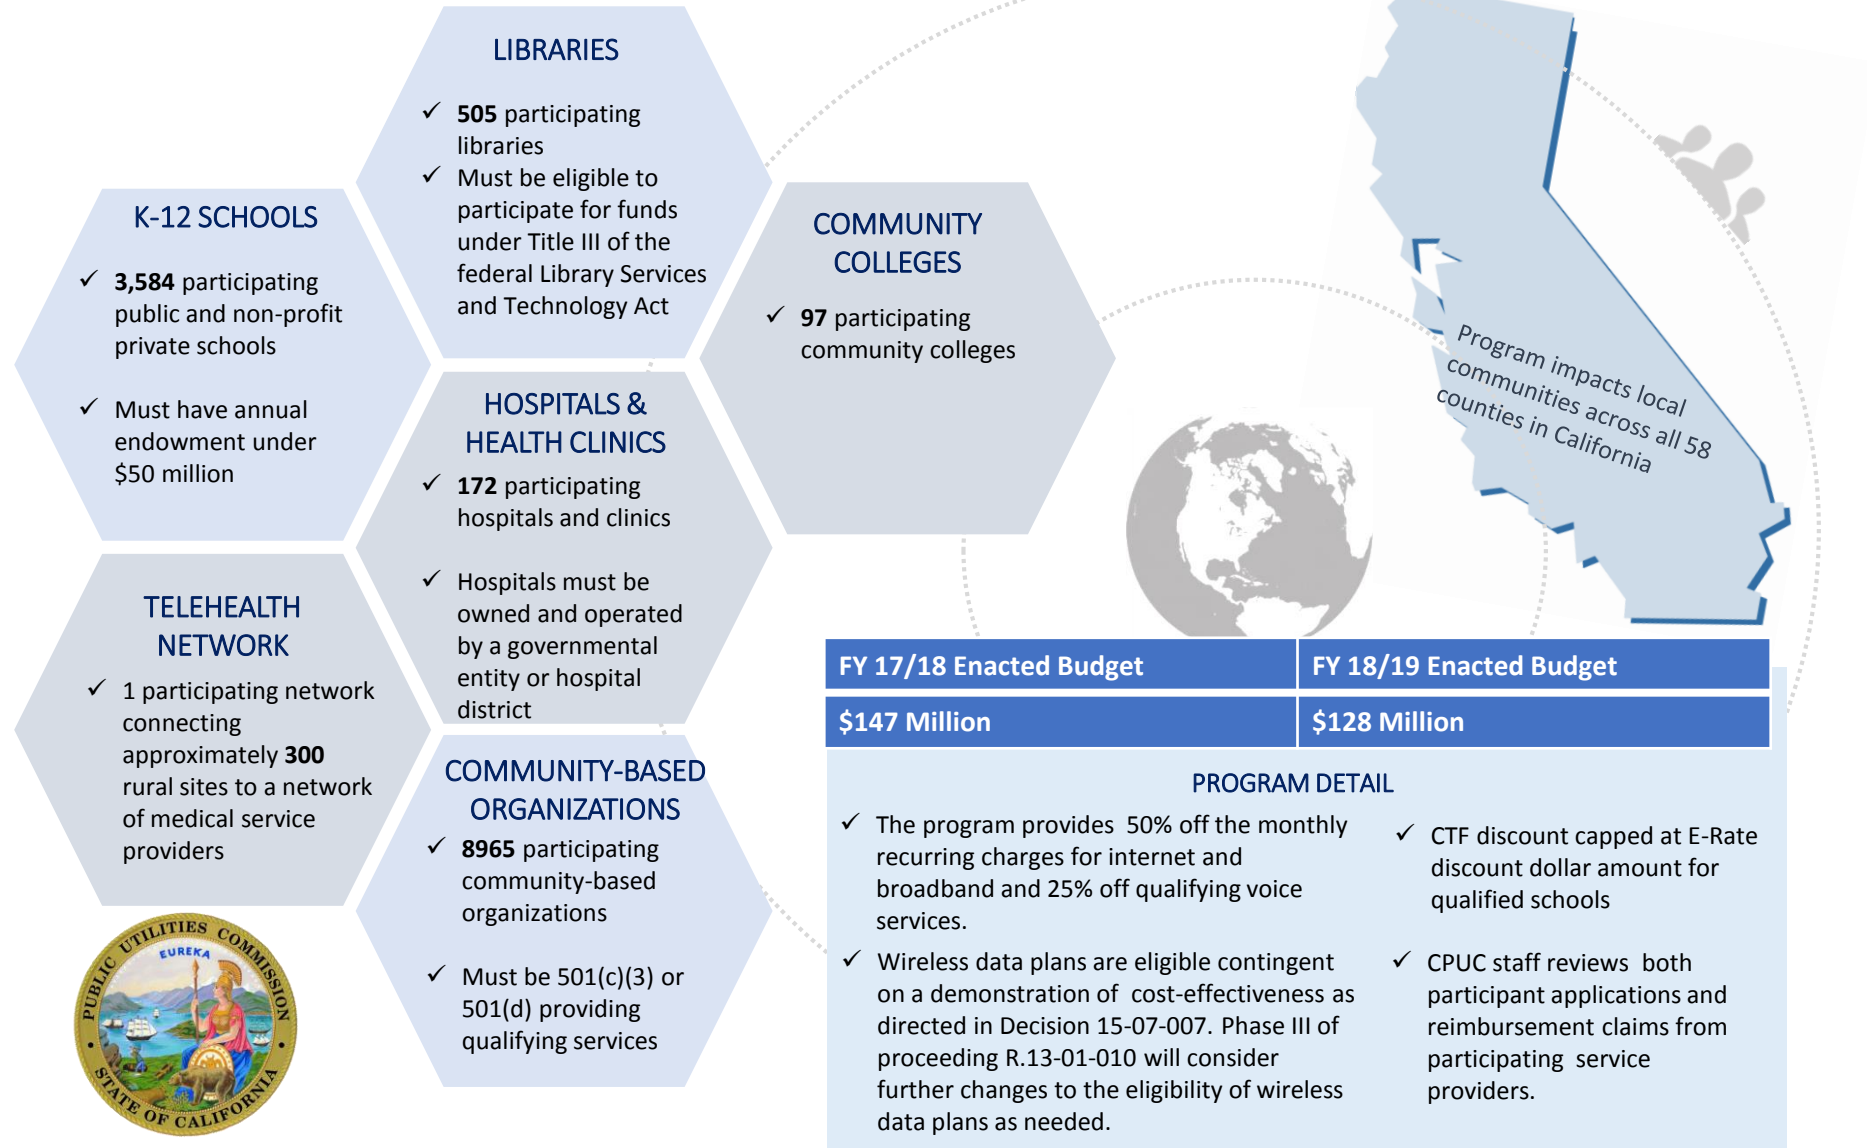 LIBRARIES
✓ 505 participating
libraries
✓ Must be eligible to
participate for funds
under Title III of the
federal Library Services
and Technology Act
K-12 SCHOOLS
✓ 3,584 participating
public and non-profit
private schools
✓ Must have annual
endowment under
$50 million
COMMUNITY
COLLEGES
✓ 97 participating
community colleges
HOSPITALS &
HEALTH CLINICS
✓ 172 participating
hospitals and clinics
✓ Hospitals must be
owned and operated
by a governmental
entity or hospital
district
TELEHEALTH
NETWORK
✓ 1 participating network
connecting
approximately 300
rural sites to a network
of medical service
providers
COMMUNITY-BASED
ORGANIZATIONS
✓ 8965 participating
community-based
organizations
✓ Must be 501(c)(3) or
501(d) providing
qualifying services
Program impacts local
communities across all 58
counties in California
FY 17/18 Enacted Budget
FY 18/19 Enacted Budget
$147 Million
$128 Million
PROGRAM DETAIL
✓ The program provides 50% off the monthly
recurring charges for internet and
broadband and 25% off qualifying voice
services.
✓ Wireless data plans are eligible contingent
on a demonstration of cost-effectiveness as
directed in Decision 15-07-007. Phase III of
proceeding R.13-01-010 will consider
further changes to the eligibility of wireless
data plans as needed.
✓ CTF discount capped at E-Rate
discount dollar amount for
qualified schools
✓ CPUC staff reviews both
participant applications and
reimbursement claims from
participating service
providers.
PUBLIC UTILITIES COMMISSION
EUREKA
STATE OF CALIFORNIA